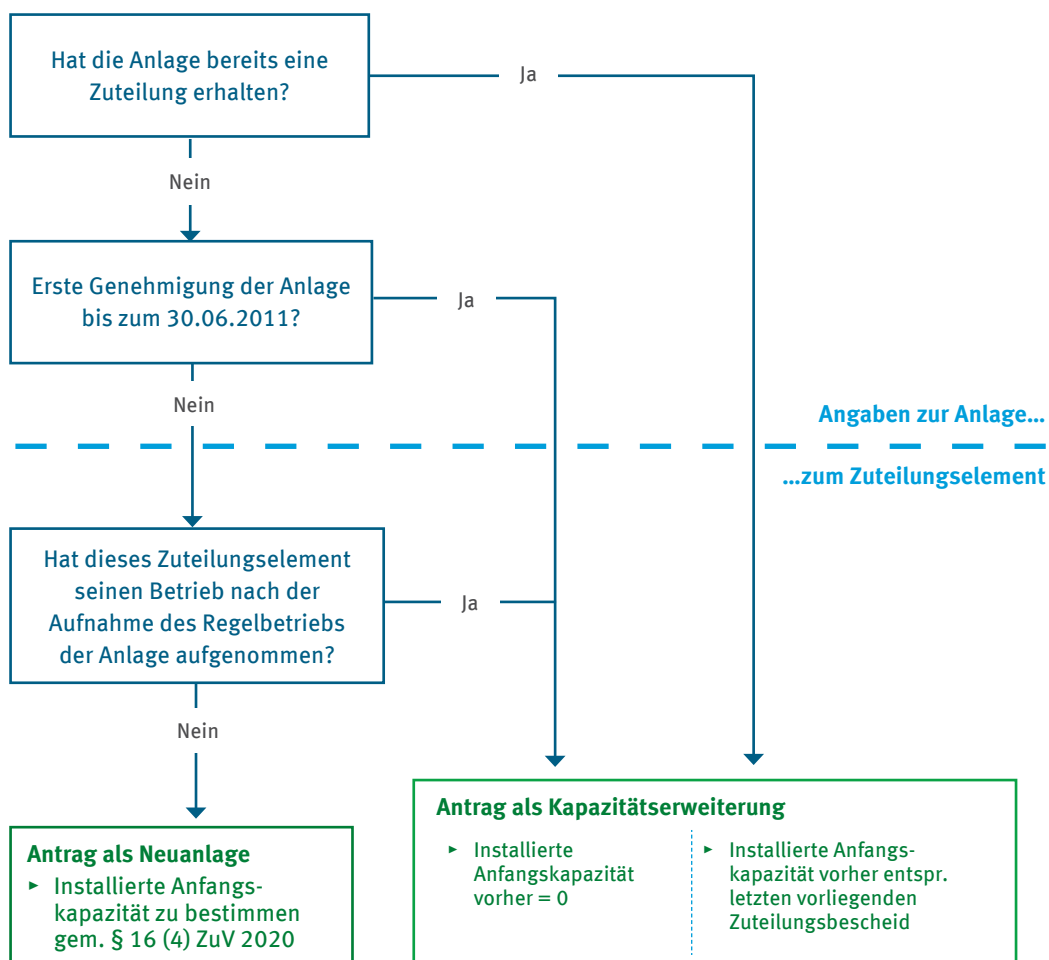 Hat die Anlage bereits eine
Zuteilung erhalten?
Ja
Nein
Erste Genehmigung der Anlage
bis zum 30.06.2011?
Ja
Nein
Angaben zur Anlage...
...zum Zuteilungselement
Hat dieses Zuteilungselement
seinen Betrieb nach der
Aufnahme des Regelbetriebs
der Anlage aufgenommen?
Ja
Nein
Antrag als Neuanlage
► Installierte Anfangs-
kapazität zu bestimmen
gem. § 16 (4) ZuV 2020
Antrag als Kapazitätserweiterung
► Installierte
Anfangskapazität
vorher = 0
► Installierte Anfangs-
kapazität vorher entspr.
letzten vorliegenden
Zuteilungsbescheid